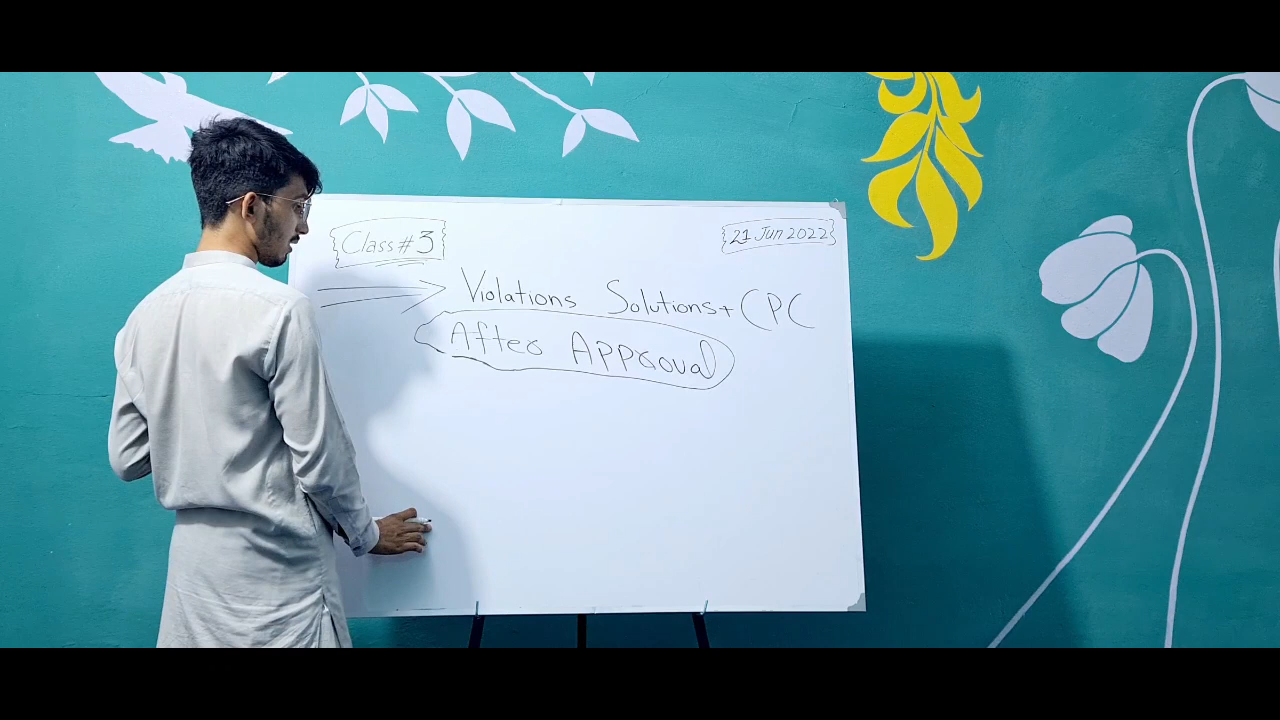 Class # 3
21 Jun 2022
Violations Solutions + CPC
After Approval